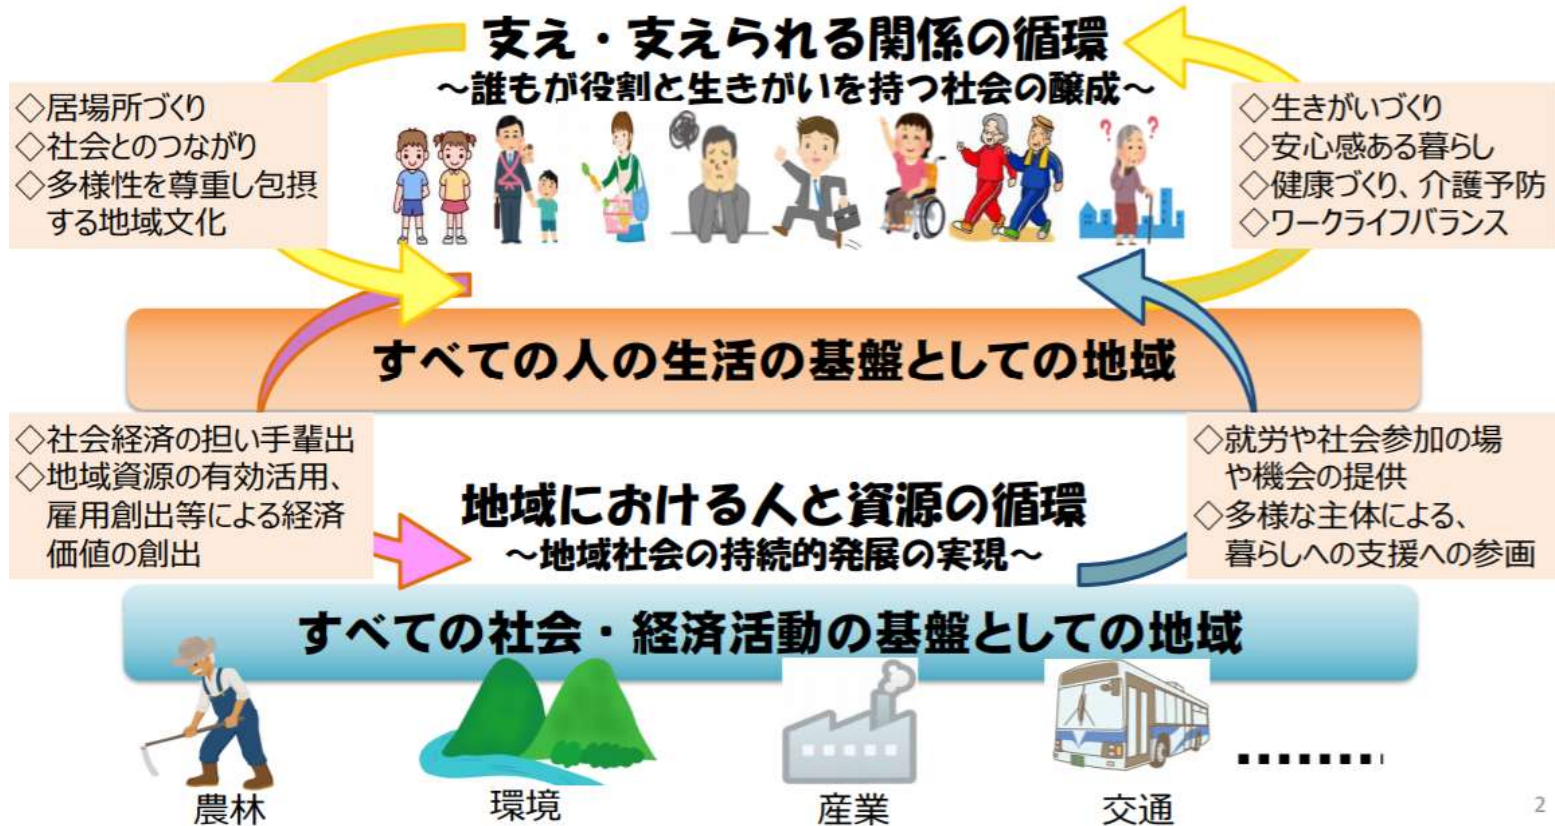 支え・支えられる関係の循環
～誰もが役割と生きがいを持つ社会の醸成～
◇居場所づくり
◇社会とのつながり
◇多様性を尊重し包摂
する地域文化
◇生きがいづくり
◇安心感ある暮らし
◇健康づくり、介護予防
◇ワークライフバランス
? ?
すべての人の生活の基盤としての地域
◇社会経済の担い手輩出
◇地域資源の有効活用、
雇用創出等による経済
価値の創出
地域における人と資源の循環
～地域社会の持続的発展の実現～
◇就労や社会参加の場
や機会の提供
◇多様な主体による、
暮らしへの支援への参画
すべての社会・経済活動の基盤としての地域
農林
環境
産業
交通
2